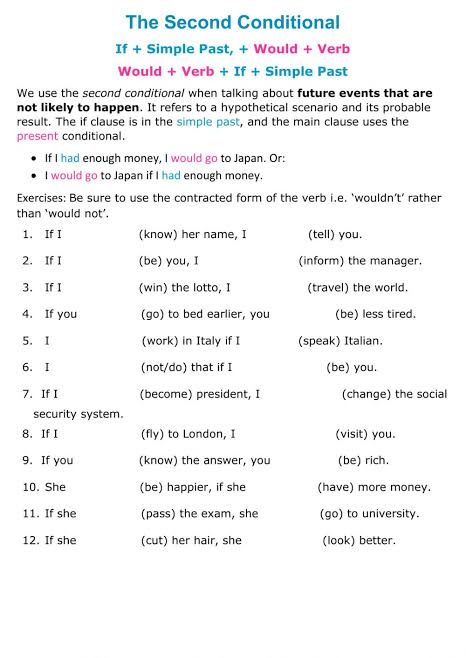 The Second Conditional
If + Simple Past, + Would + Verb
Would + Verb + If + Simple Past
We use the second conditional when talking about future events that are
not likely to happen. It refers to a hypothetical scenario and its probable
result. The if clause is in the simple past, and the main clause uses the
present conditional.
• If I had enough money, I would go to Japan. Or:
• I would go to Japan if I had enough money.
Exercises: Be sure to use the contracted form of the verb i.e. ‘wouldn’t’ rather
than ‘would not’.
1. If I (know) her name, I (tell) you.
2. If I (be) you, I (inform) the manager.
3. If I (win) the lotto, I (travel) the world.
4. If you (go) to bed earlier, you (be) less tired.
5. I (work) in Italy if I (speak) Italian.
6. I (not/do) that if I (be) you.
7. If I (become) president, I (change) the social
security system.
8. If I (fly) to London, I (visit) you.
9. If you (know) the answer, you (be) rich.
10. She (be) happier, if she (have) more money.
11. If she (pass) the exam, she (go) to university.
12. If she (cut) her hair, she (look) better.